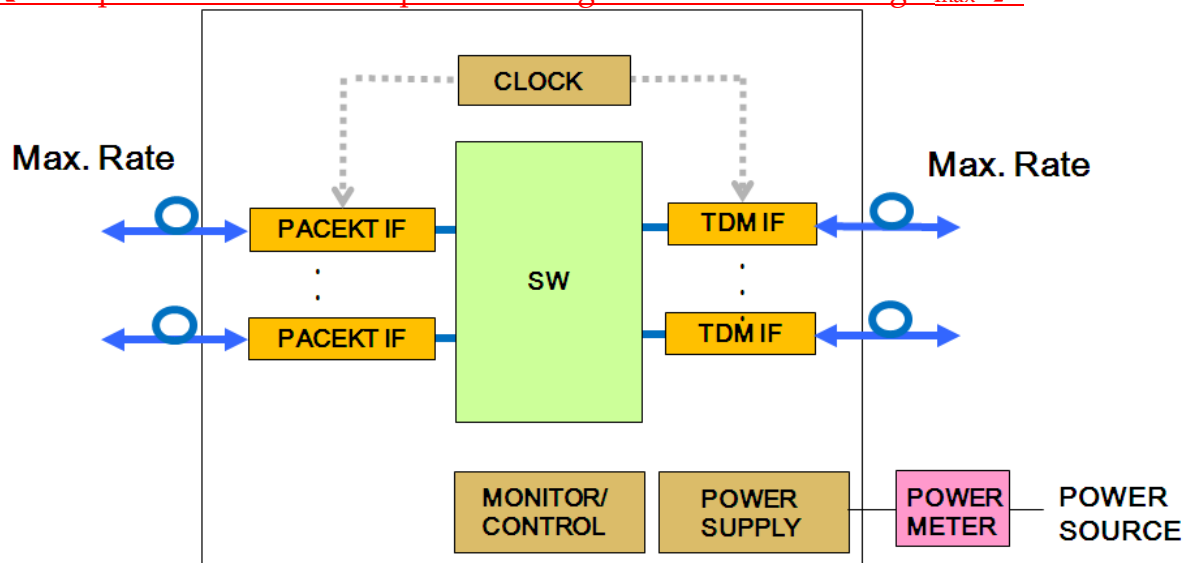 max
CLOCK
Max. Rate
Max. Rate
PACEKT IF
TDM IF
SW
PACEKT IF
TDM IF
MONITOR/
CONTROL
POWER
SUPPLY
POWER
METER
POWER
SOURCE